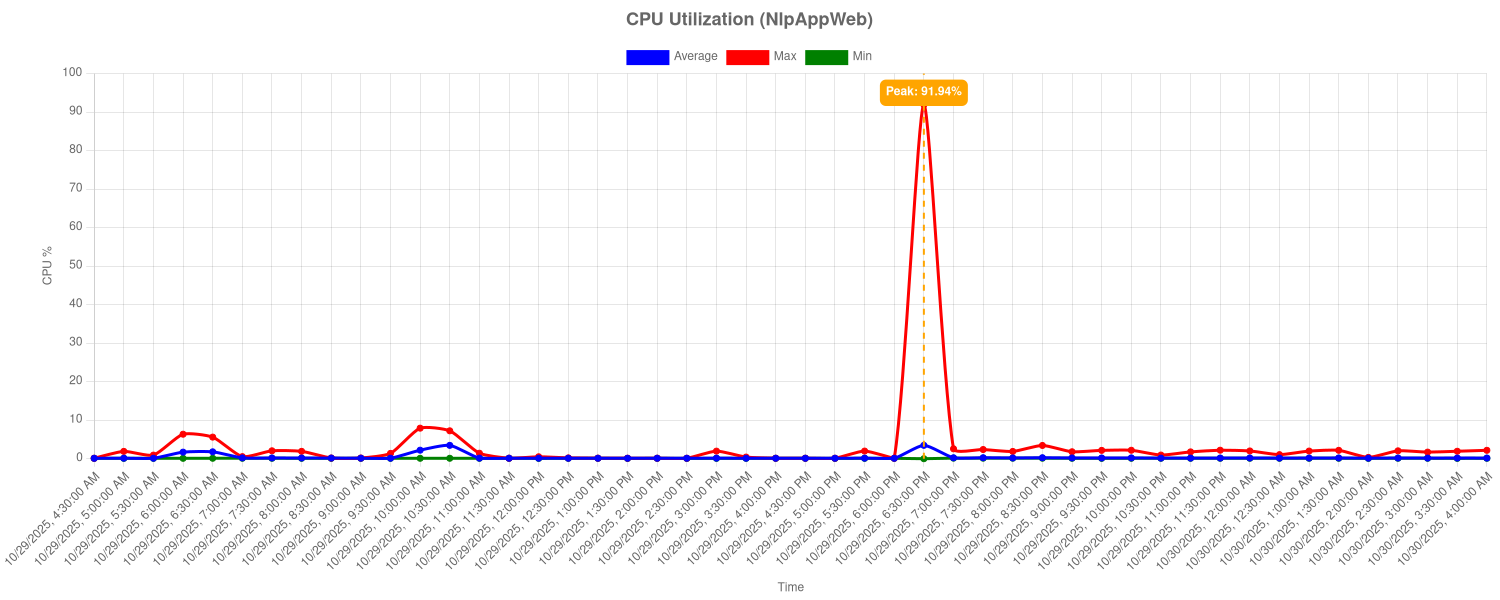 CPU Utilization (NlpAppWeb)
Average Max Min
100
90
80
70
60
50
40
30
20
10
0
CPU %
Peak: 91.94%
10/29/2025, 4:30:00 AM
10/29/2025, 5:00:00 AM
10/29/2025, 5:30:00 AM
10/29/2025, 6:00:00 AM
10/29/2025, 6:30:00 AM
10/29/2025, 7:00:00 AM
10/29/2025, 7:30:00 AM
10/29/2025, 8:00:00 AM
10/29/2025, 8:30:00 AM
10/29/2025, 9:00:00 AM
10/29/2025, 9:30:00 AM
10/29/2025, 10:00:00 AM
10/29/2025, 10:30:00 AM
10/29/2025, 11:00:00 AM
10/29/2025, 11:30:00 AM
10/29/2025, 12:00:00 PM
10/29/2025, 12:30:00 PM
10/29/2025, 1:00:00 PM
10/29/2025, 1:30:00 PM
10/29/2025, 2:00:00 PM
10/29/2025, 2:30:00 PM
10/29/2025, 3:00:00 PM
10/29/2025, 3:30:00 PM
10/29/2025, 4:00:00 PM
10/29/2025, 4:30:00 PM
10/29/2025, 5:00:00 PM
10/29/2025, 5:30:00 PM
10/29/2025, 6:00:00 PM
10/29/2025, 6:30:00 PM
10/29/2025, 7:00:00 PM
10/29/2025, 7:30:00 PM
10/29/2025, 8:00:00 PM
10/29/2025, 8:30:00 PM
10/29/2025, 9:00:00 PM
10/29/2025, 9:30:00 PM
10/29/2025, 10:00:00 PM
10/29/2025, 10:30:00 PM
10/29/2025, 11:00:00 PM
10/29/2025, 11:30:00 PM
10/30/2025, 12:00:00 AM
10/30/2025, 12:30:00 AM
10/30/2025, 1:00:00 AM
10/30/2025, 1:30:00 AM
10/30/2025, 2:00:00 AM
10/30/2025, 2:30:00 AM
10/30/2025, 3:00:00 AM
10/30/2025, 3:30:00 AM
10/30/2025, 4:00:00 AM
Time